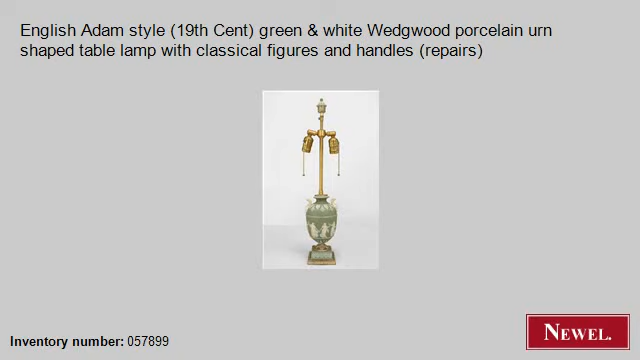 English Adam style (19th Cent) green & white Wedgwood porcelain urn
shaped table lamp with classical figures and handles (repairs)
Inventory number: 057899
NEWEL.